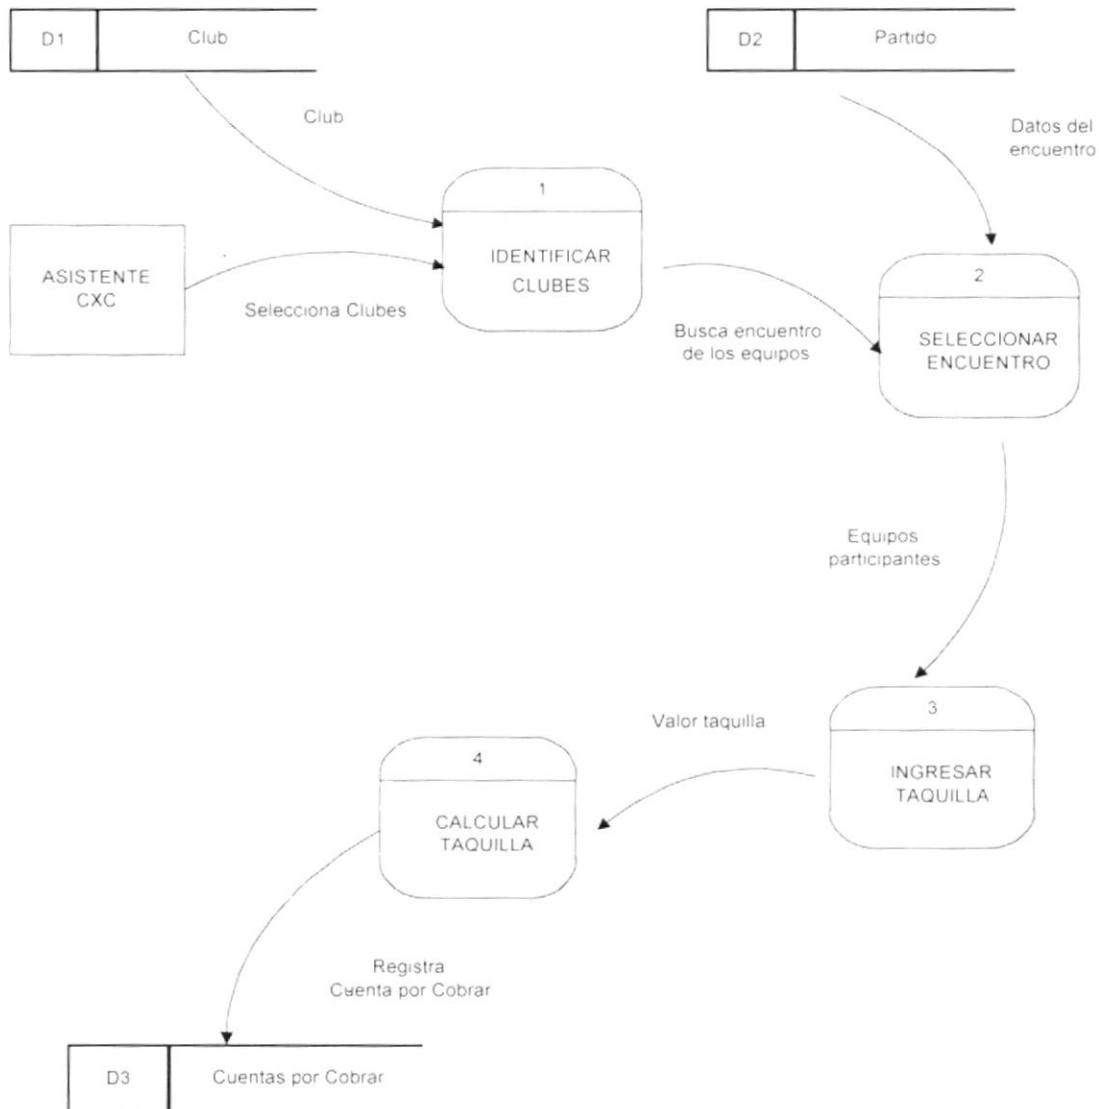 D1
Club
D2
Partido
Club
Datos del
encuentro
1
IDENTIFICAR
CLUBES
ASISTENTE
CXC
Selecciona Clubes
2
SELECCIONAR
ENCUENTRO
Busca encuentro
de los equipos
Equipos
participantes
3
INGRESAR
TAQUILLA
Valor taquilla
4
CALCULAR
TAQUILLA
Registra
Cuenta por Cobrar
D3
Cuentas por Cobrar